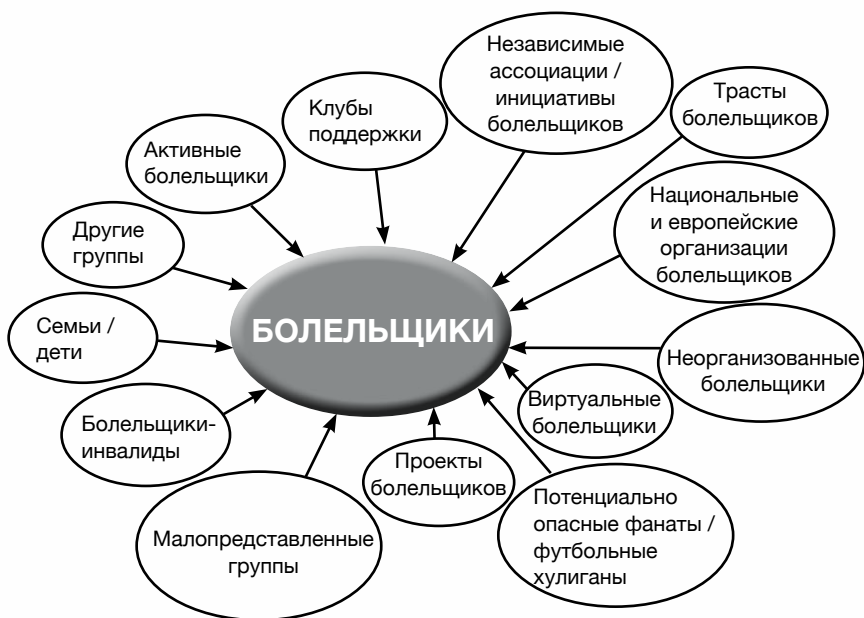 Независимые
ассоциации /
инициативы
болельщиков
Клубы
поддержки
Трасты
болельщиков
Активные
болельщики
Национальные
и европейские
организации
болельщиков
Другие
группы
БОЛЕЛЬЩИКИ
Семьи /
дети
Неорганизованные
болельщики
Виртуальные
болельщики
Болельщики-
инвалиды
Проекты
болельщиков
Потенциально
опасные фанаты /
футбольные
хулиганы
Малопредставленные
группы